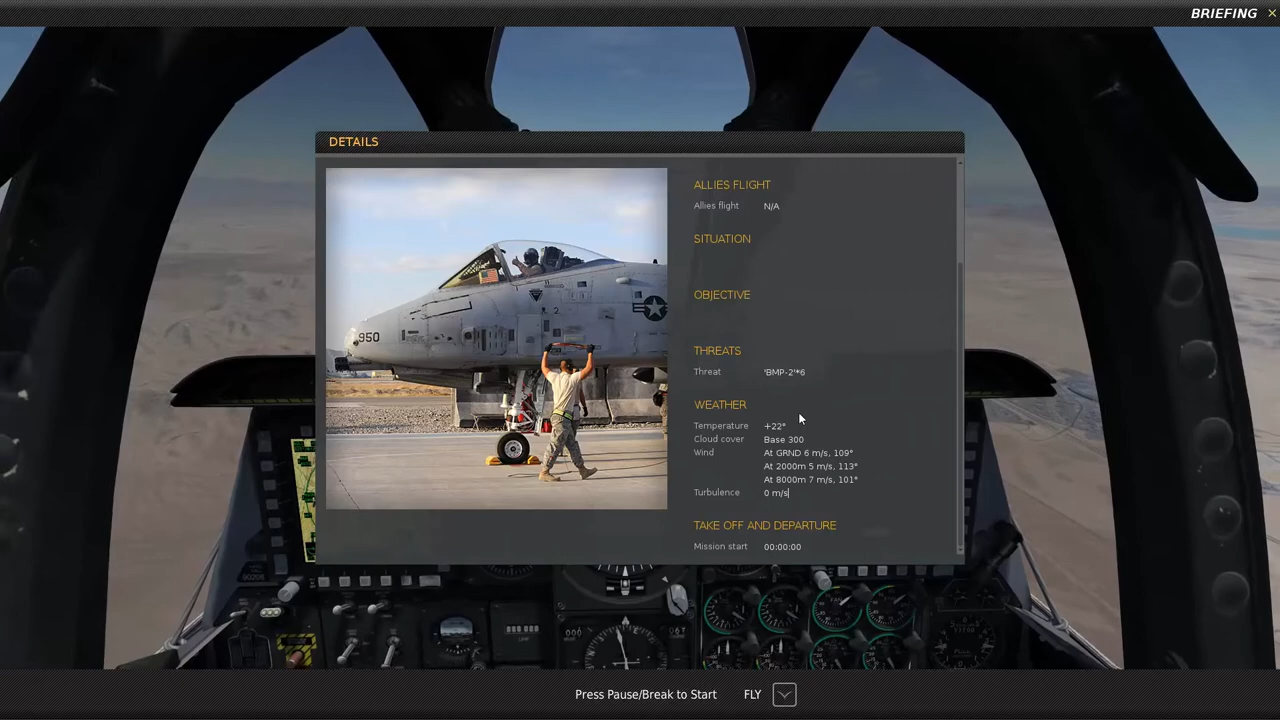 BRIEFING
DETAILS
ALLIES FLIGHT
Allies flight N/A
SITUATION
OBJECTIVE
THREATS
Threat 'BMP-2'*6
WEATHER
Temperature +22°
Cloud cover Base 300
Wind At GRND 6 m/s, 109°
At 2000m 5 m/s, 113°
At 8000m 7 m/s, 101°
Turbulence 0 m/s
TAKE OFF AND DEPARTURE
Mission start 00:00:00
950
Press Pause/Break to Start FLY